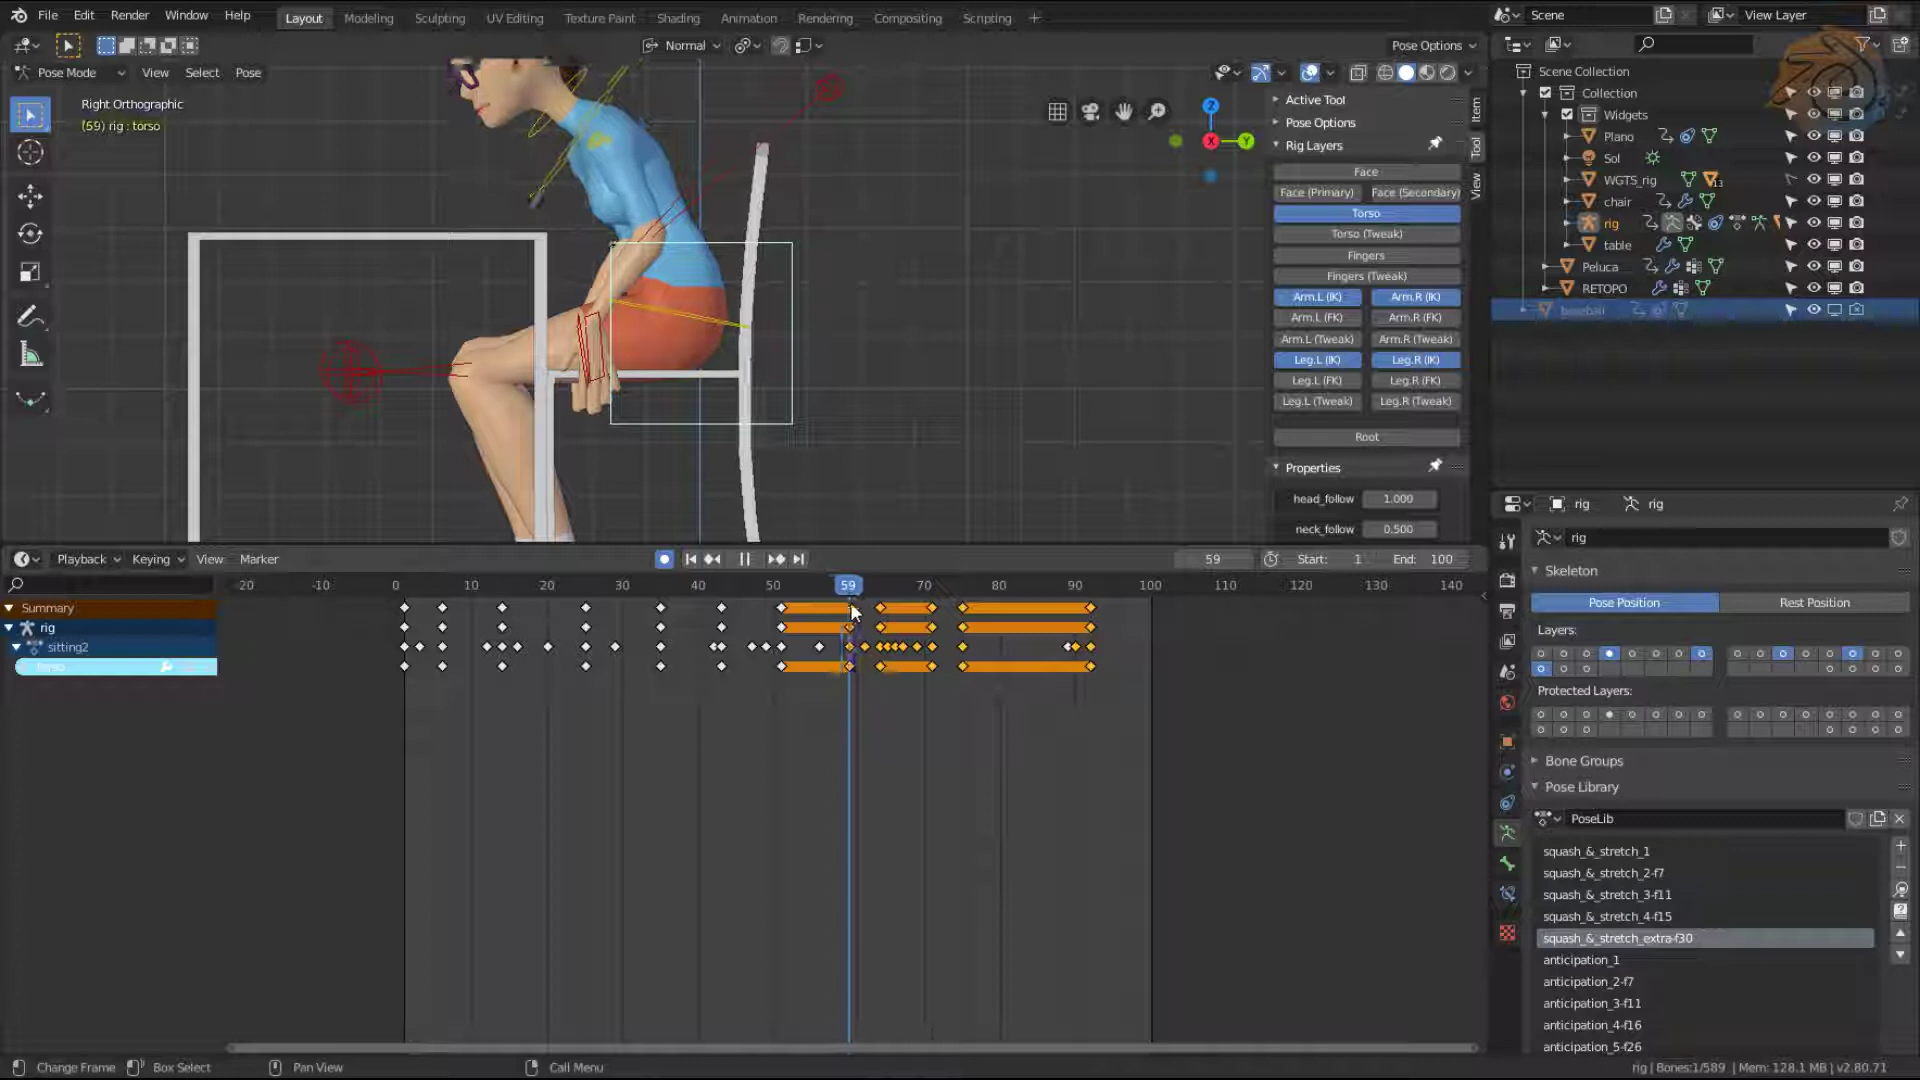 File Edit Render Window Help
Layout Modeling Sculpting UV Editing Texture Paint Shading Animation Rendering Compositing Scripting +
Scene View Layer
Normal Pose Options
Pose Mode View Select Pose
Right Orthographic
(59) rig : torso
Z
X
Y
Item
Tool
View
Active Tool
Pose Options
Rig Layers
Face
Face (Primary) Face (Secondary)
Torso
Torso (Tweak)
Fingers
Fingers (Tweak)
Arm.L (IK) Arm.R (IK)
Arm.L (FK) Arm.R (FK)
Arm.L (Tweak) Arm.R (Tweak)
Leg.L (IK) Leg.R (IK)
Leg.L (FK) Leg.R (FK)
Leg.L (Tweak) Leg.R (Tweak)
Root
Properties
head_follow 1.000
neck_follow 0.500
Scene Collection
Collection
Widgets
Plano
Sol
WGTS_rig 13
chair
rig
table
Peluca
RETOPO
baseball
rig rig
rig
Skeleton
Pose Position Rest Position
Layers:
Protected Layers:
Bone Groups
Pose Library
PoseLib
squash_&_stretch_1
squash_&_stretch_2-f7
squash_&_stretch_3-f11
squash_&_stretch_4-f15
squash_&_stretch_extra-f30
anticipation_1
anticipation_2-f7
anticipation_3-f11
anticipation_4-f16
anticipation_5-f26
Playback Keying View Marker 59 Start: 1 End: 100
-20 -10 0 10 20 30 40 50 59 70 80 90 100 110 120 130 140
Summary
rig
sitting2
torso
Change Frame Box Select Pan View Call Menu rig | Bones:1/589 | Mem: 128.1 MB | v2.80.71